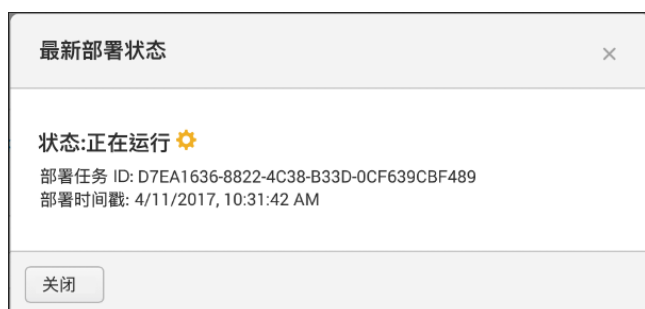 最新部署状态
状态:正在运行
部署任务 ID: D7EA1636-8822-4C38-B33D-0CF639CBF489
部署时间戳: 4/11/2017, 10:31:42 AM
关闭